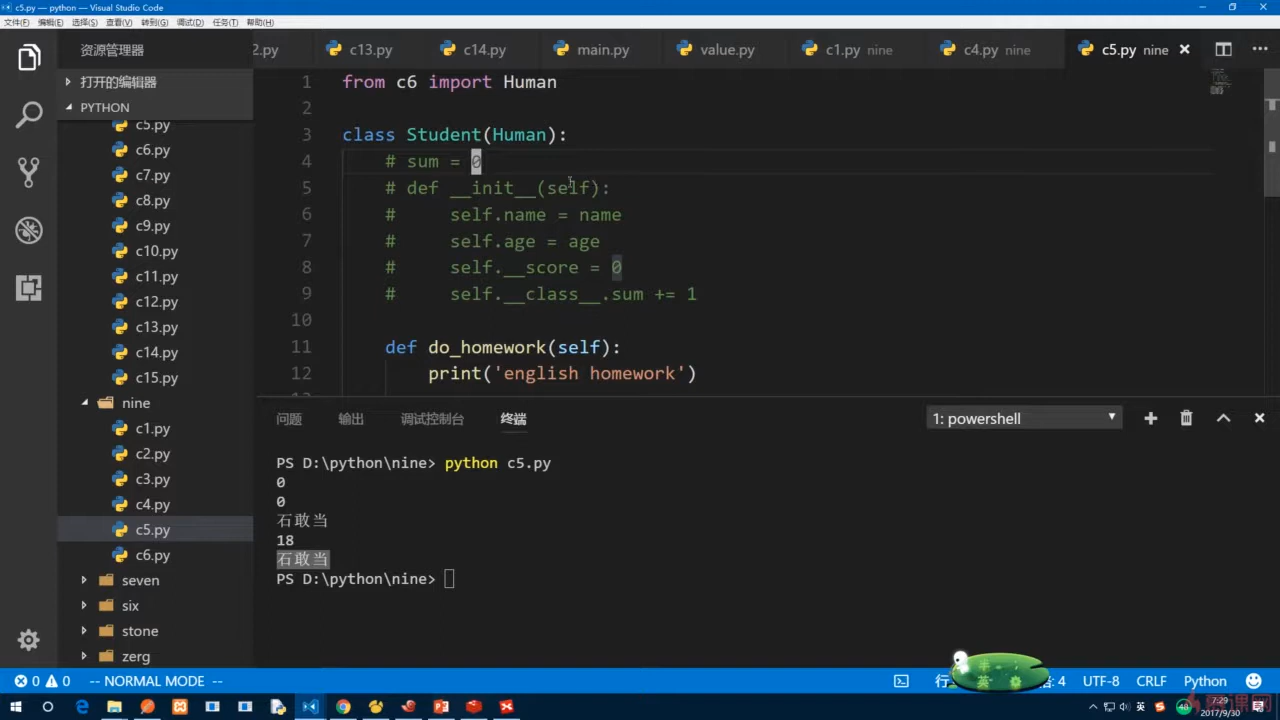 c5.py — python — Visual Studio Code
文件(F) 编辑(E) 选择(S) 查看(V) 转到(G) 调试(D) 任务(T) 帮助(H)
资源管理器
2.py c13.py c14.py main.py value.py c1.py nine c4.py nine c5.py nine
打开的编辑器
PYTHON
c5.py
c6.py
c7.py
c8.py
c9.py
c10.py
c11.py
c12.py
c13.py
c14.py
c15.py
nine
c1.py
c2.py
c3.py
c4.py
c5.py
c6.py
seven
six
stone
zerg
1 from c6 import Human
2
3 class Student(Human):
4 # sum = 0
5 # def __init__(self):
6 #     self.name = name
7 #     self.age = age
8 #     self.__score = 0
9 #     self.__class__.sum += 1
10
11 def do_homework(self):
12 print('english homework')
问题 输出 调试控制台 终端
1: powershell
PS D:\python\nine> python c5.py
0
0
石敢当
18
石敢当
PS D:\python\nine>
0 0 -- NORMAL MODE --
UTF-8 CRLF Python
英
7:29
2017/9/30